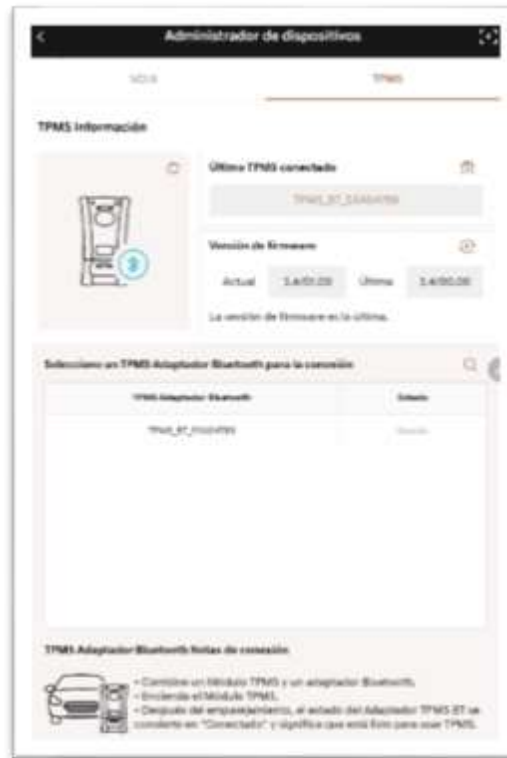 Administrador de dispositivos
TPMS
TPMS Información
Último TPMS conectado
Versión de firmware
Actual
Última
La versión de firmware es la última.
Seleccione un TPMS Adaptador Bluetooth para la conexión
TPMS Adaptador Bluetooth
Estado
TPMS Adaptador Bluetooth Notas de conexión
• Combine un Módulo TPMS y un adaptador Bluetooth.
• Encienda el Módulo TPMS.
• Después del emparejamiento, el estado del Adaptador TPMS BT se
convierte en "Conectado" y significa que está listo para usar TPMS.